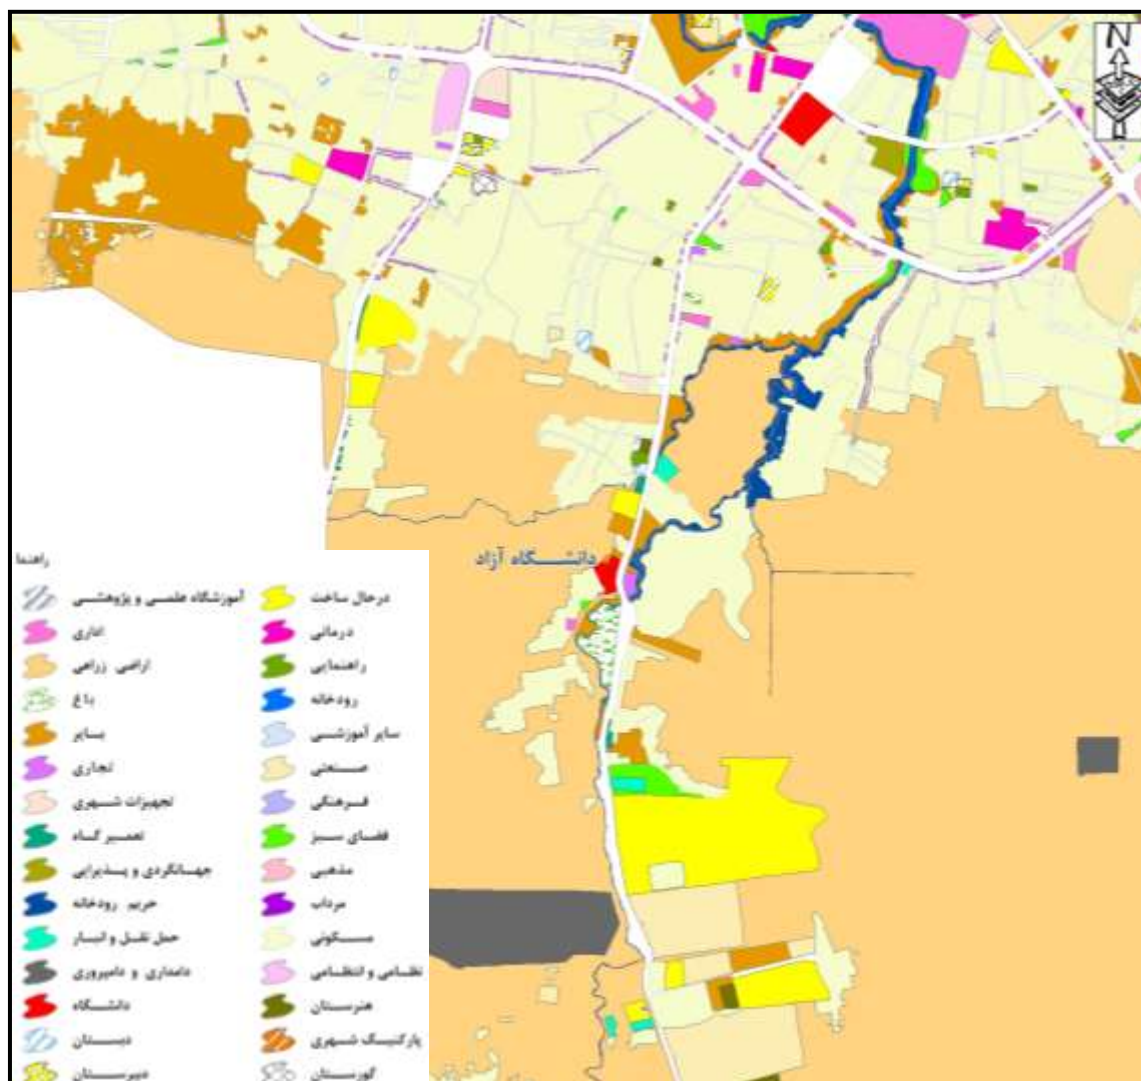 N
دانشگاه آزاد
راهنما
درحال ساخت
آموزشگاه علمی و پژوهشی
درمانی
اداری
راهنمایی
اراضی زراعی
رودخانه
باغ
سایر آموزشی
سایر
صنعتی
تجاری
فرهنگی
تجهیزات شهری
فضای سبز
تعمیرگاه
مذهبی
جهانگردی و پذیرایی
مرداب
حریم رودخانه
مسکونی
حمل نقل و انبار
نظامی و انتظامی
دامداری و دامپروری
هنرستان
دانشگاه
پارکینگ شهری
دبستان
گورستان
دبیرستان